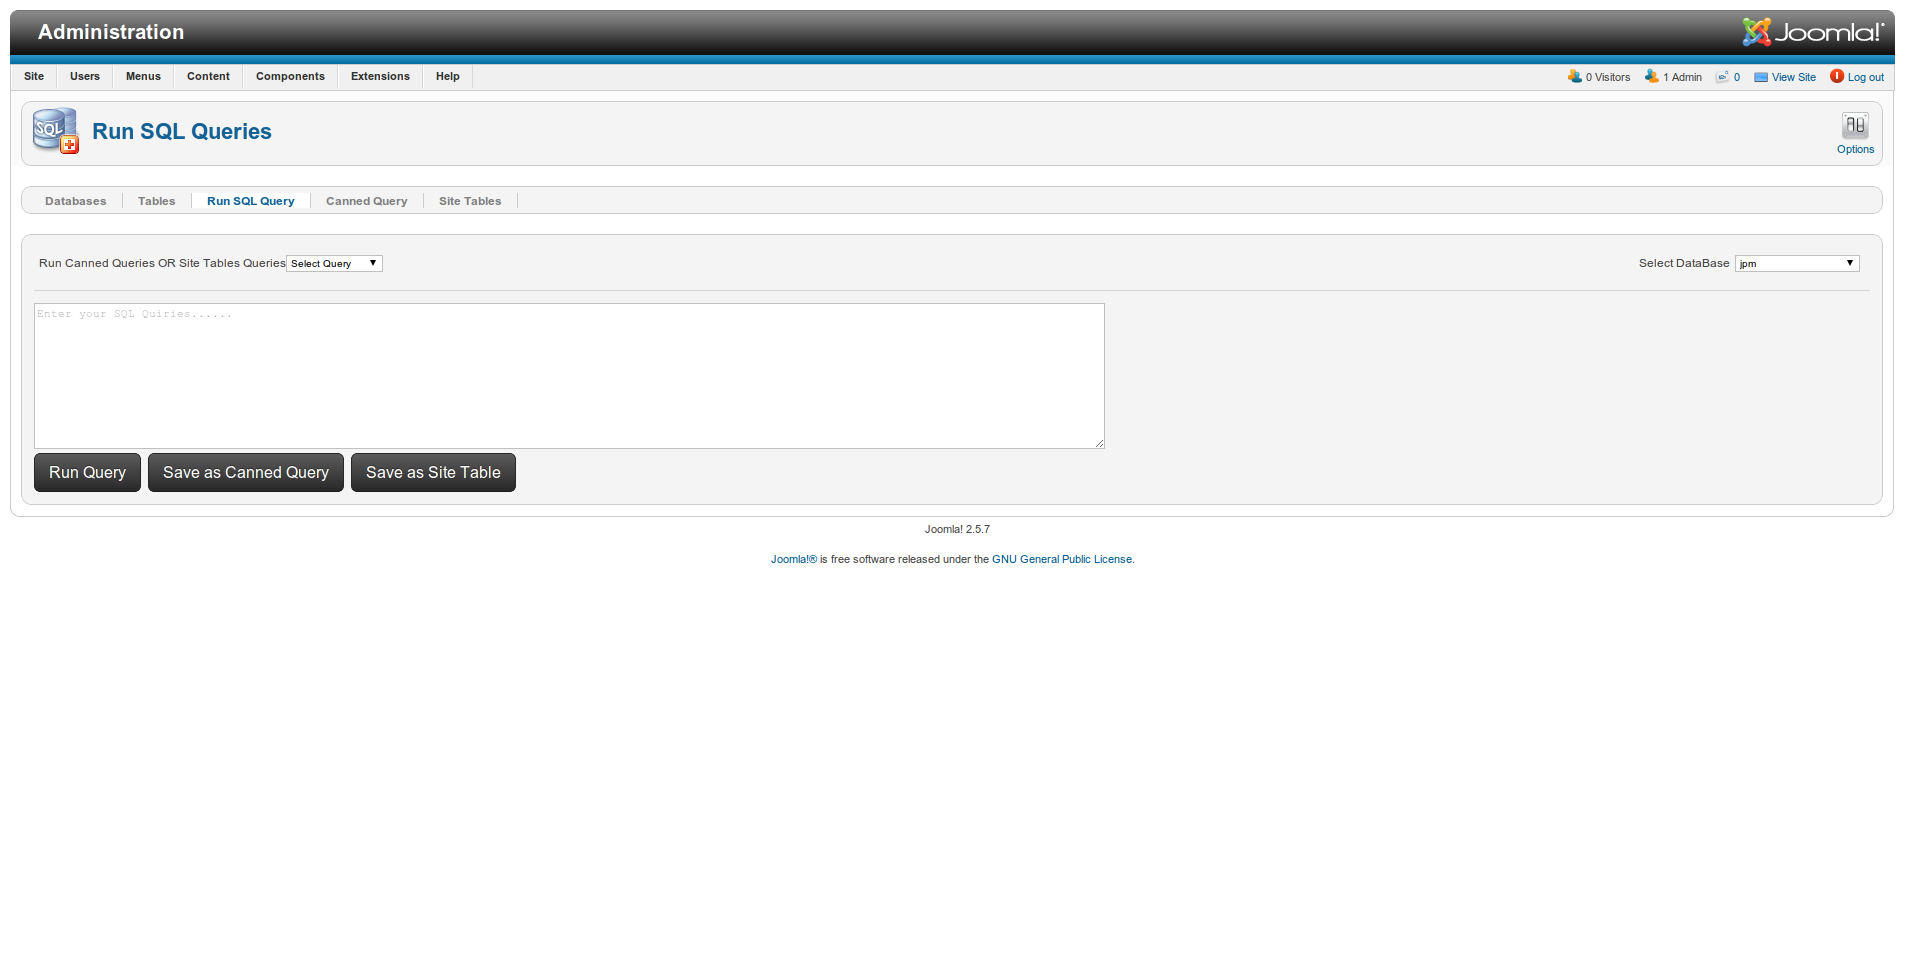 Administration
Joomla!
Site Users Menus Content Components Extensions Help 0 Visitors 1 Admin 0 View Site Log out
SQL
Run SQL Queries
Options
Databases Tables Run SQL Query Canned Query Site Tables
Run Canned Queries OR Site Tables Queries Select Query Select DataBase jpm
Enter your SQL Quiries......
Run Query Save as Canned Query Save as Site Table
Joomla! 2.5.7
Joomla!® is free software released under the GNU General Public License.